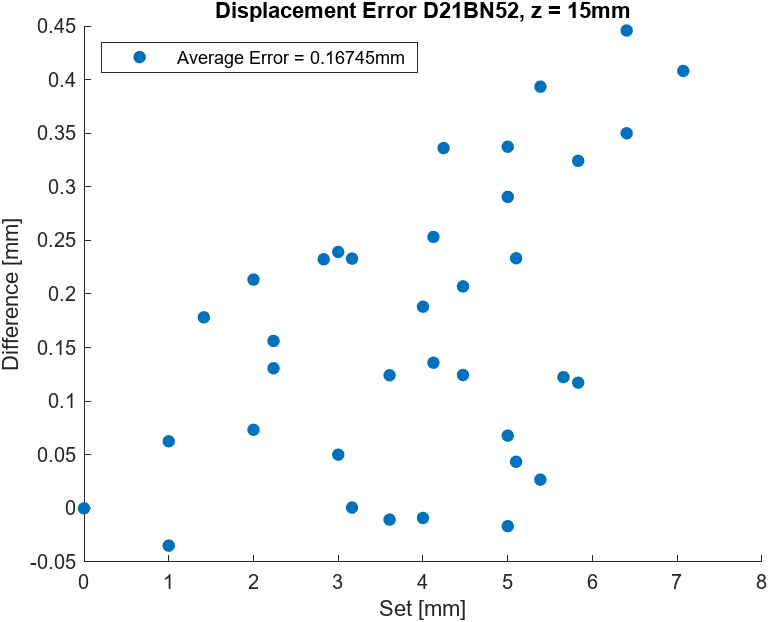 Displacement Error D21BN52, z = 15mm
Average Error = 0.16745mm
0.45
0.4
0.35
0.3
0.25
0.2
0.15
0.1
0.05
0
-0.05
Difference [mm]
0 1 2 3 4 5 6 7 8
Set [mm]